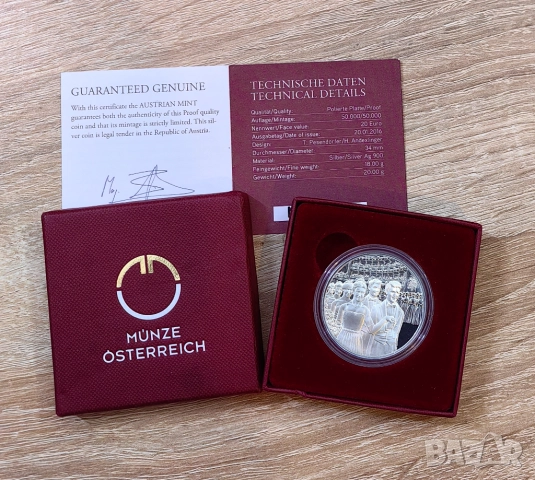 GUARANTEED GENUINE
With this certificate the AUSTRIAN MINT
guarantees both the authenticity of this Proof quality
coin and that its mintage is strictly limited. This sil-
ver coin is legal tender in the Republic of Austria.
TECHNISCHE DATEN
TECHNICAL DETAILS
Qualität/Quality: Polierte Platte/Proof
Auflage/Mintage: 50.000/50,000
Nennwert/Face value: 20 Euro
Ausgabetag/Date of issue: 20.01.2016
Design: T. Pesendorfer/H. Andexlinger
Durchmesser/Diameter: 34 mm
Material: Silber/Silver Ag 900
Feingewicht/Fine weight: 18.00 g
Gewicht/Weight: 20.00 g
MÜNZE
ÖSTERREICH
BAZAR